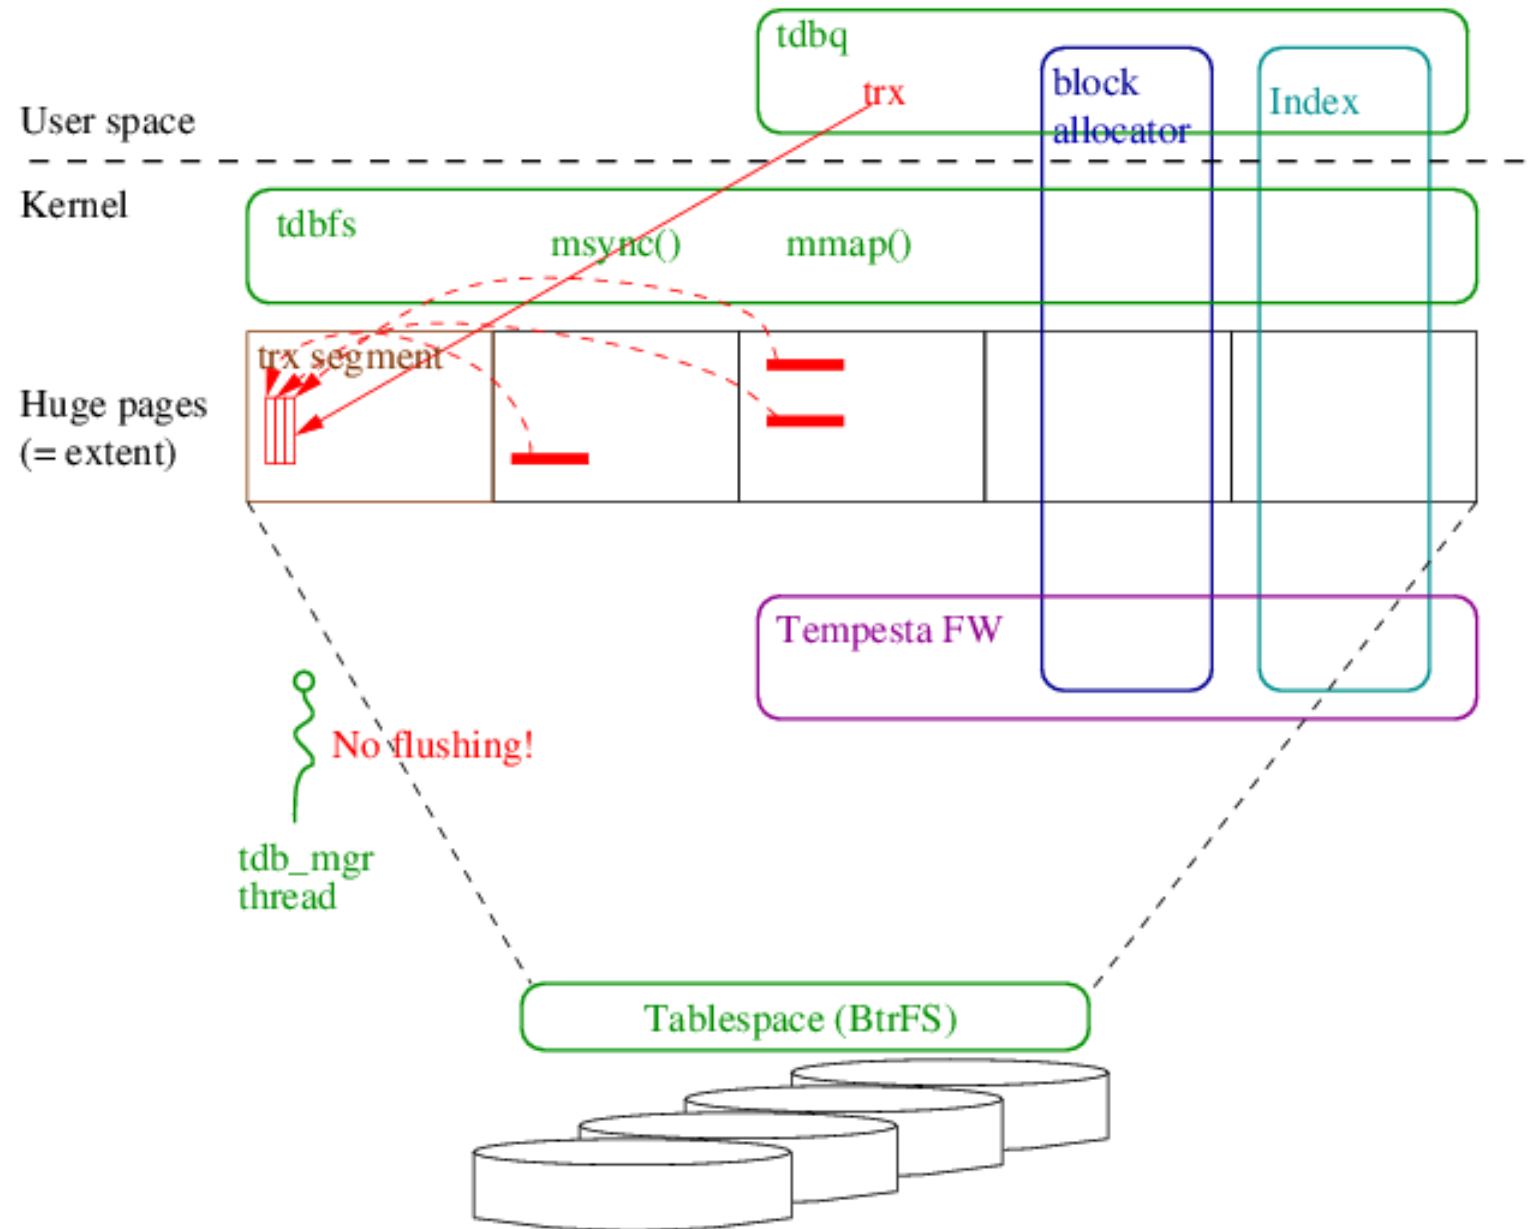 tdbq
trx
block
allocator
Index
User space
Kernel
tdbfs
msync()
mmap()
trx segment
Huge pages
(= extent)
Tempesta FW
No flushing!
tdb_mgr
thread
Tablespace (BtrFS)